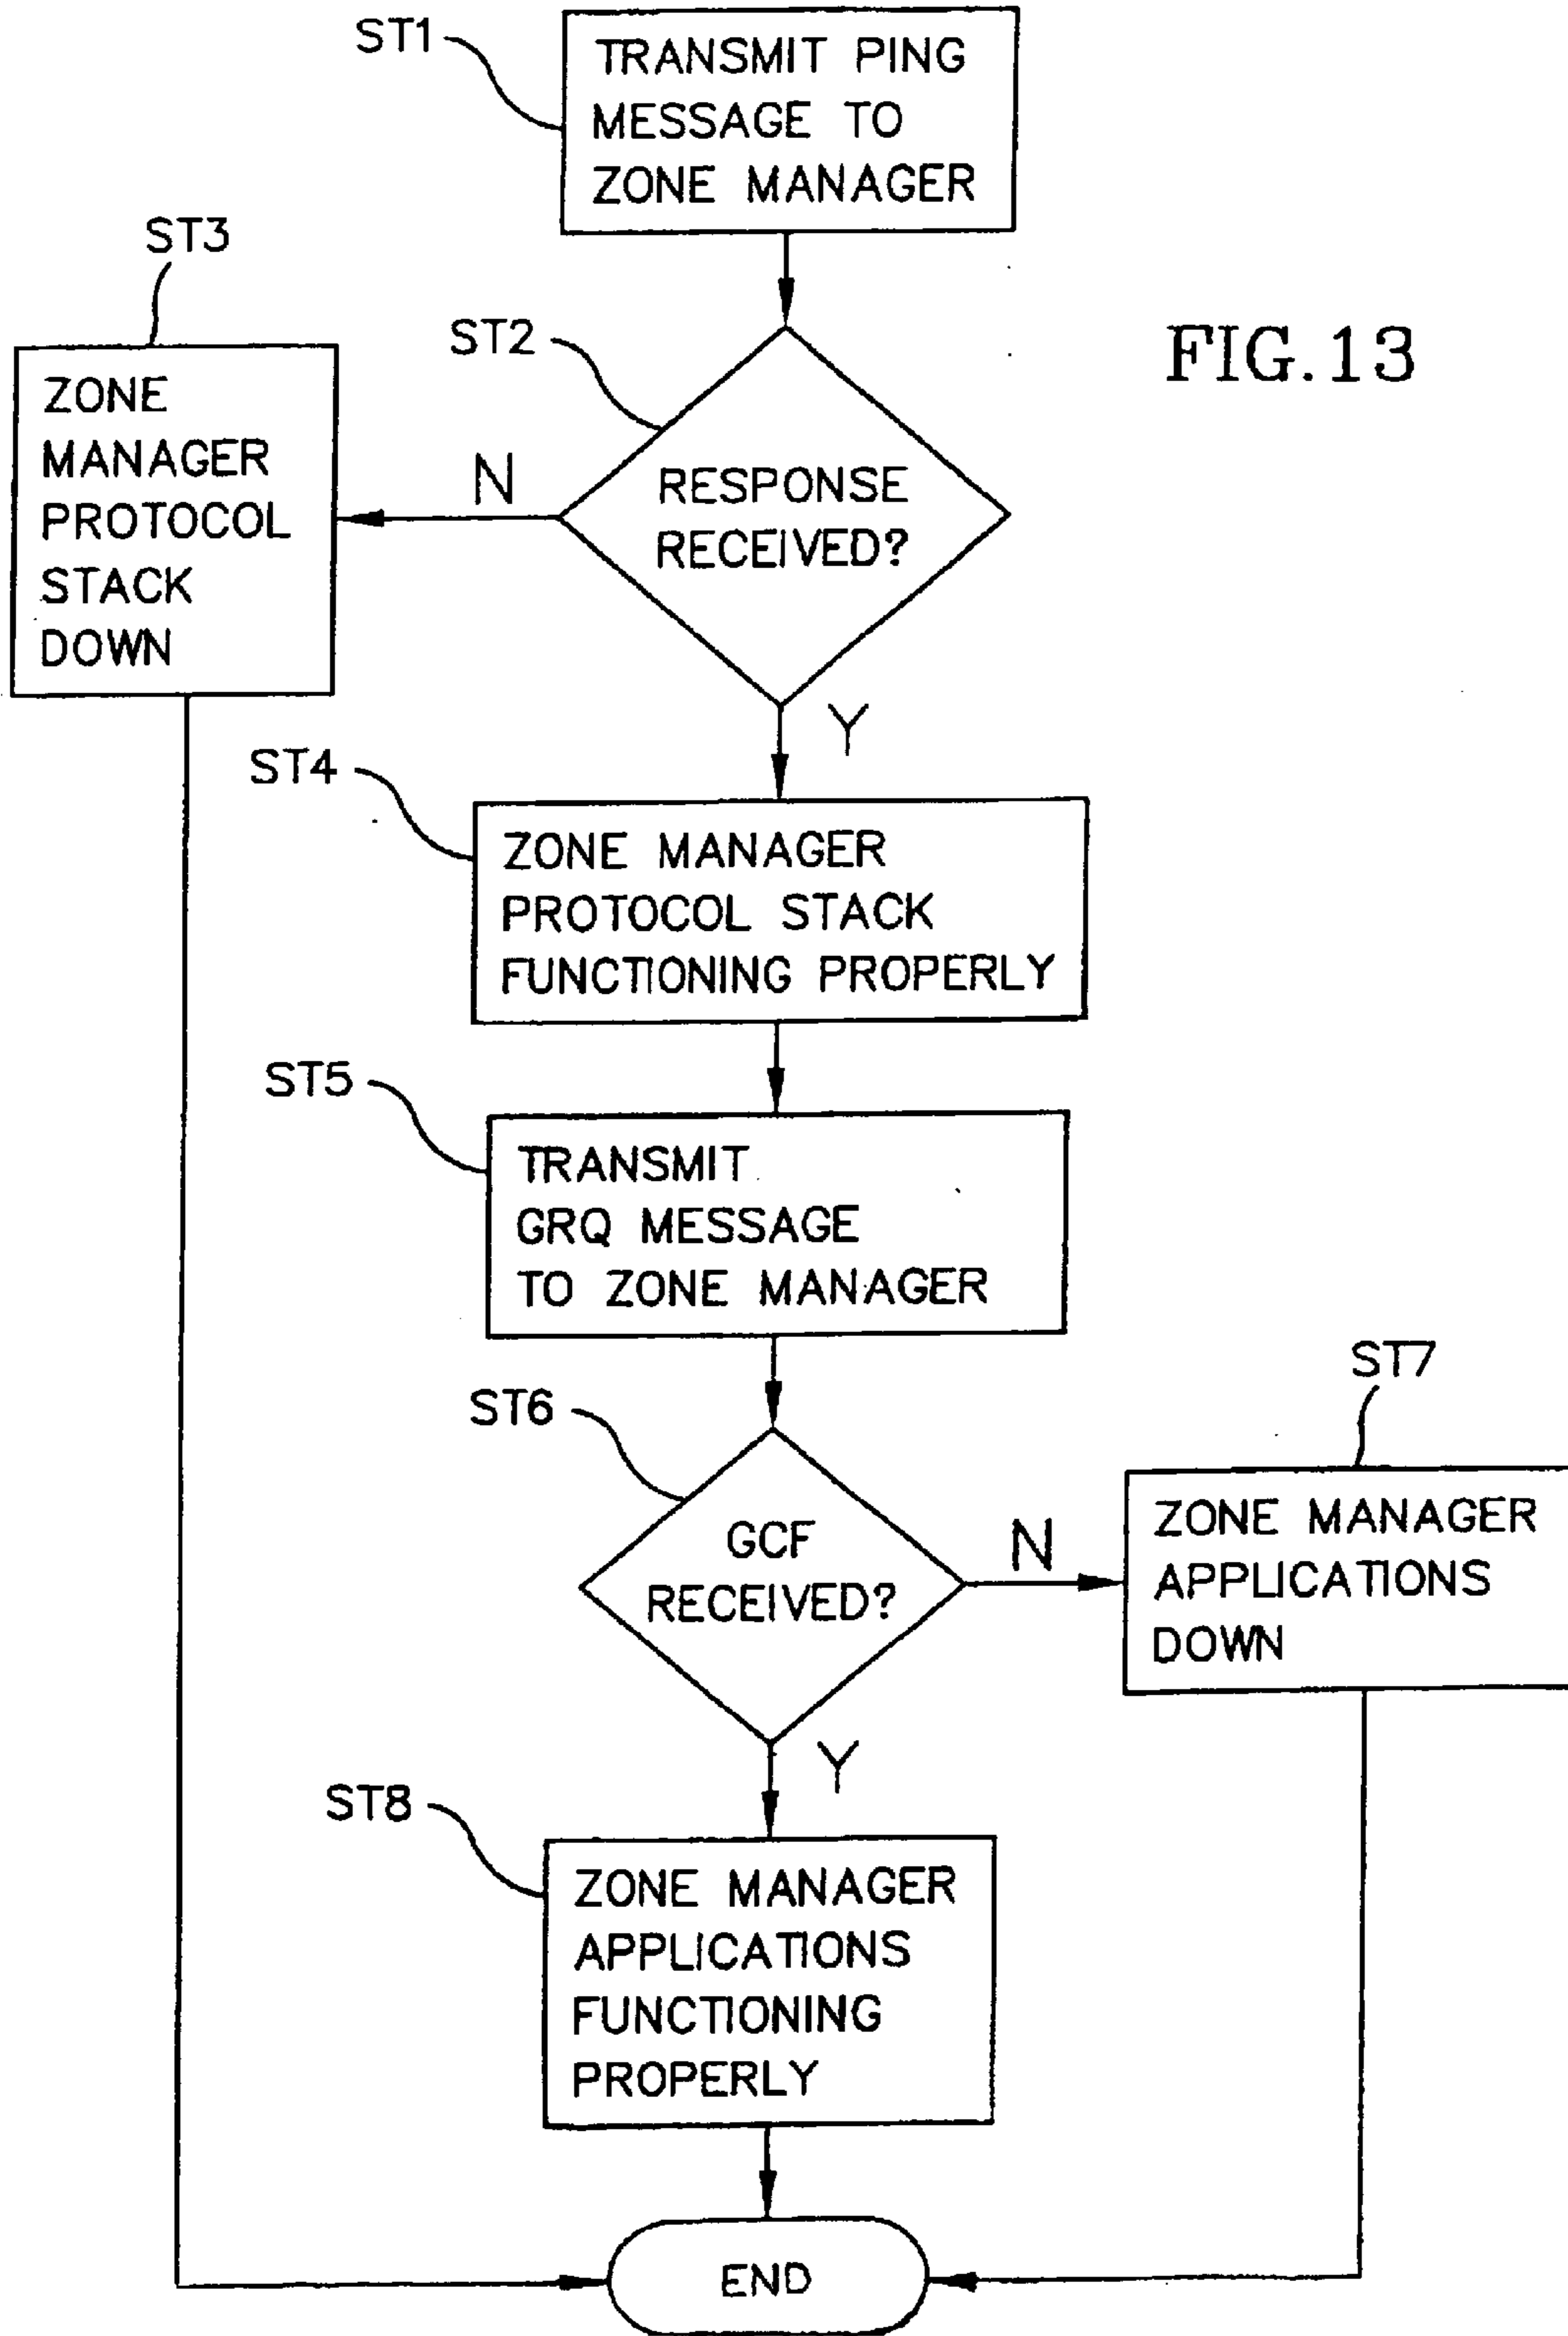 ST1
TRANSMIT PING
MESSAGE TO
ZONE MANAGER
ST3
ZONE
MANAGER
PROTOCOL
STACK
DOWN
ST2
RESPONSE
RECEIVED?
N
Y
FIG.13
ST4
ZONE MANAGER
PROTOCOL STACK
FUNCTIONING PROPERLY
ST5
TRANSMIT
GRQ MESSAGE
TO ZONE MANAGER
ST6
GCF
RECEIVED?
N
Y
ST7
ZONE MANAGER
APPLICATIONS
DOWN
ST8
ZONE MANAGER
APPLICATIONS
FUNCTIONING
PROPERLY
END